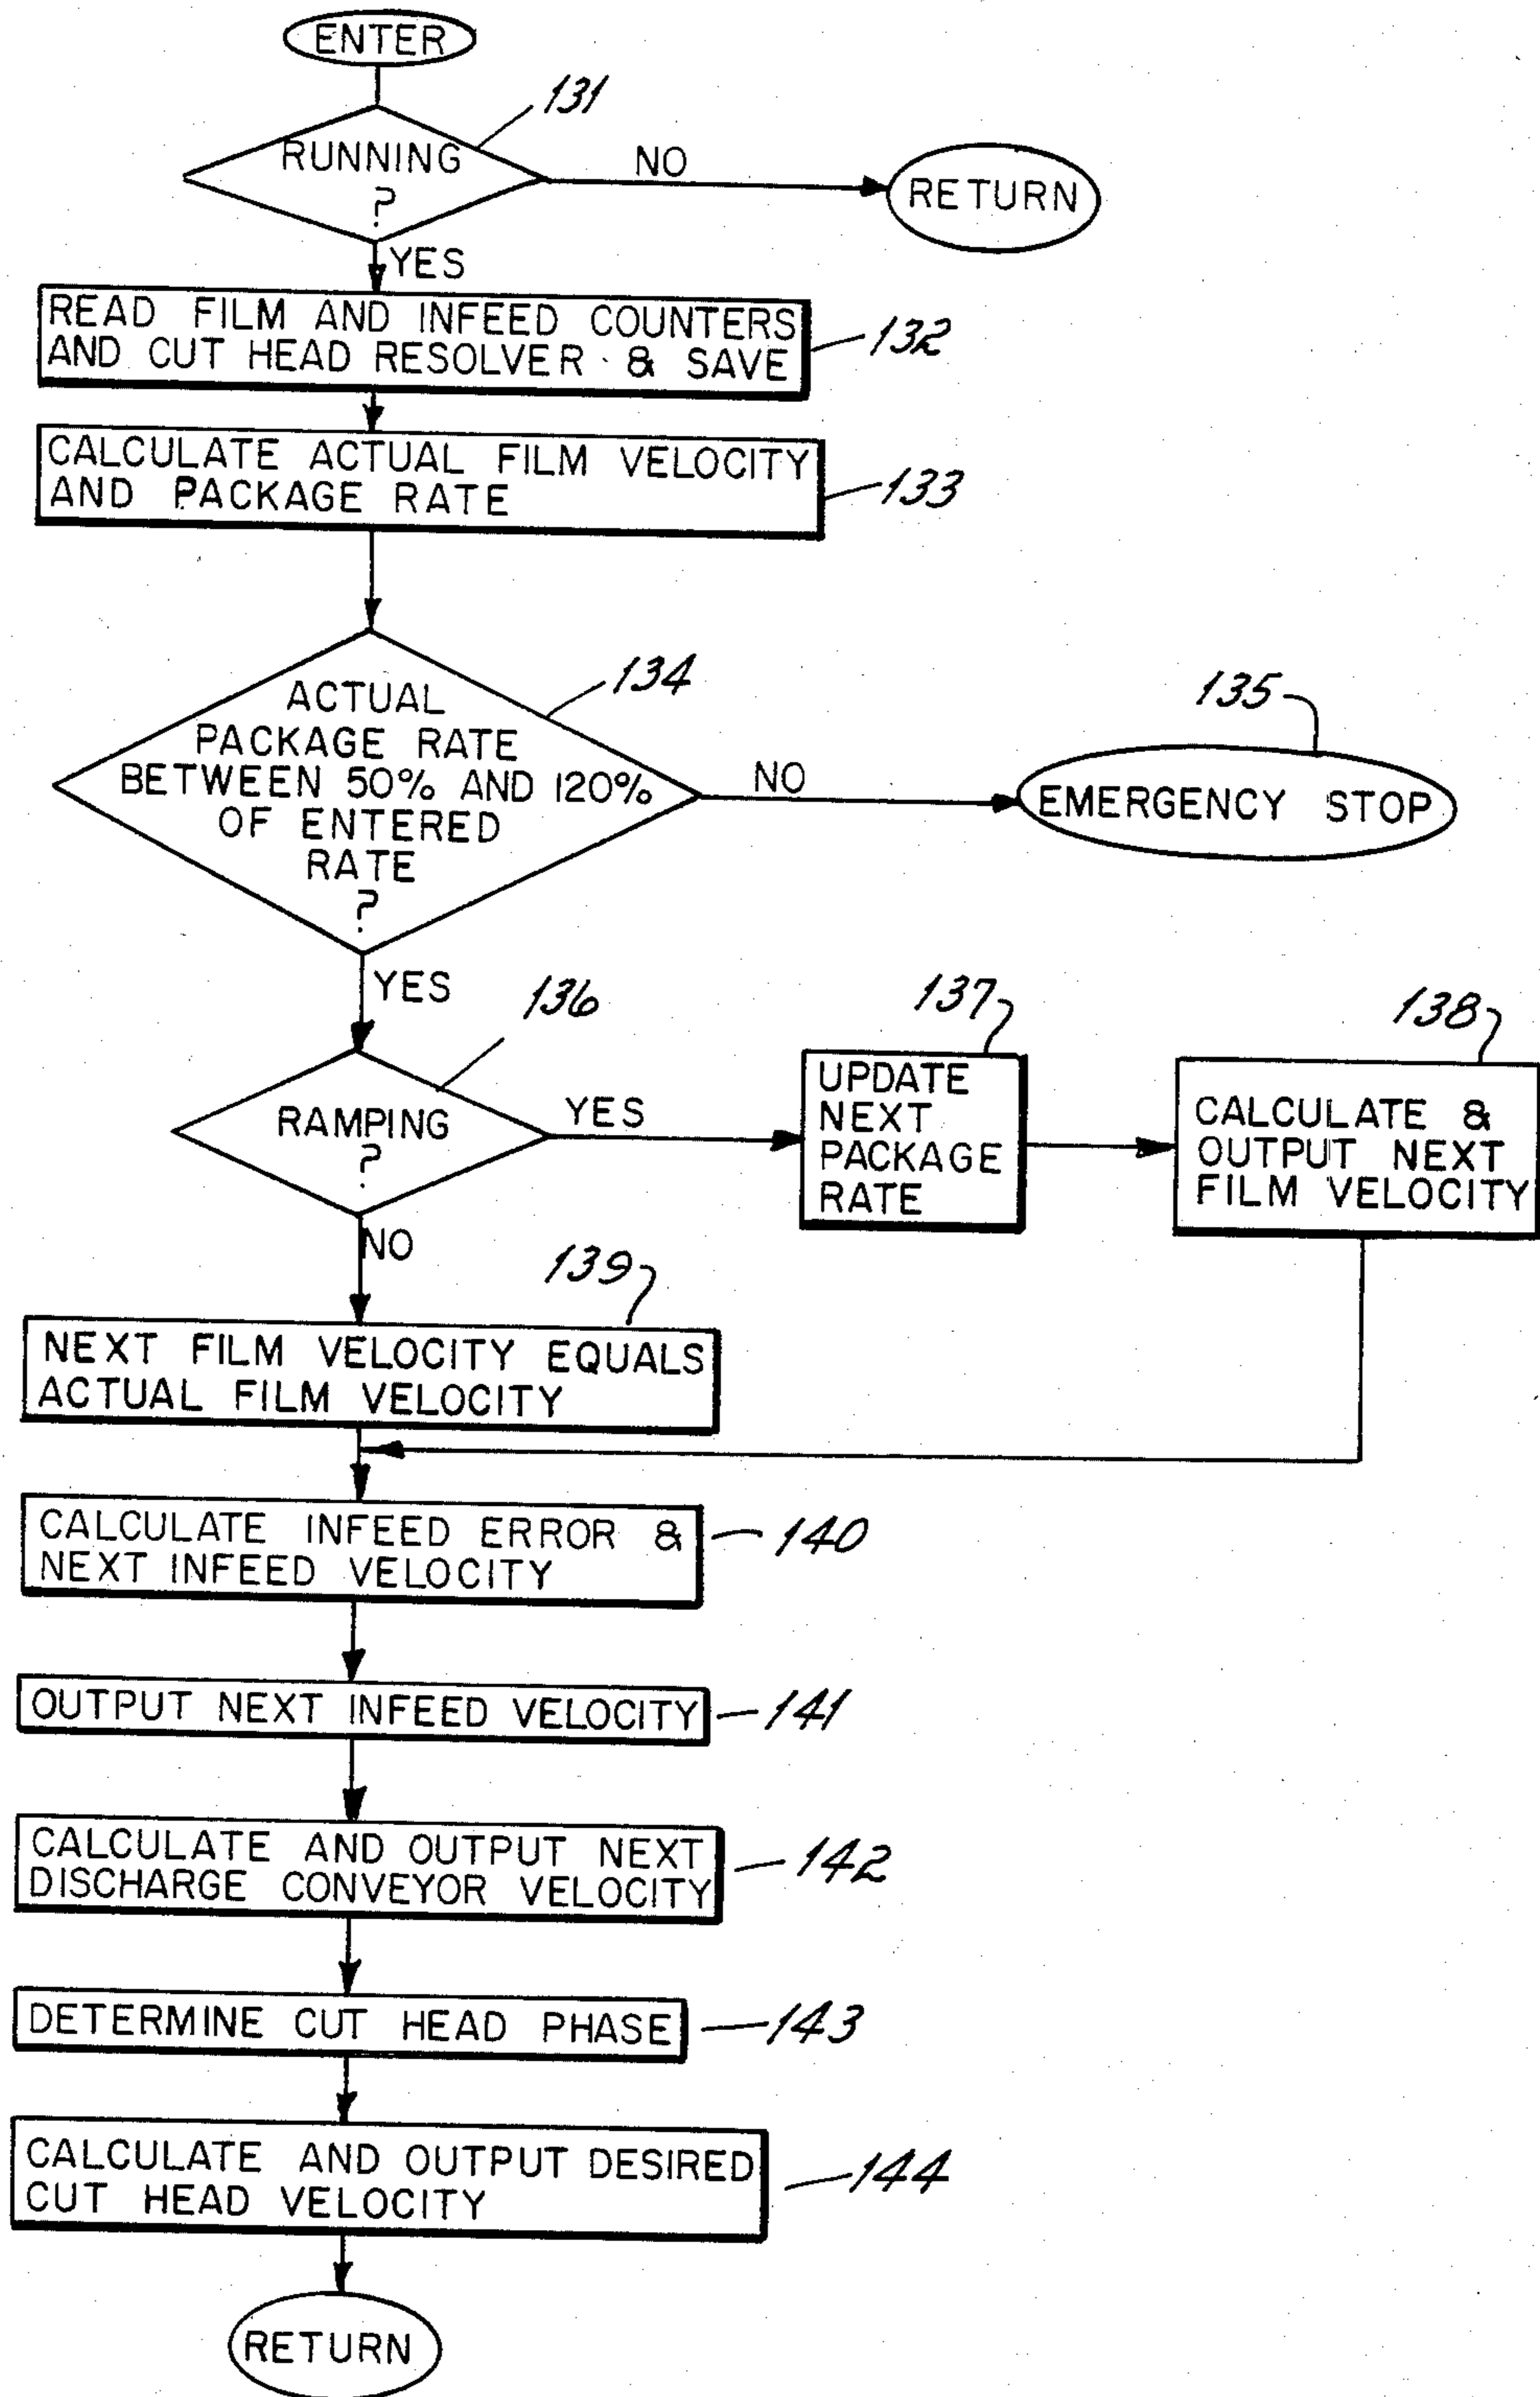 ENTER
131
RUNNING
?
NO
RETURN
YES
READ FILM AND INFEED COUNTERS
AND CUT HEAD RESOLVER & SAVE
132
CALCULATE ACTUAL FILM VELOCITY
AND PACKAGE RATE
133
134
ACTUAL
PACKAGE RATE
BETWEEN 50% AND 120%
OF ENTERED
RATE
?
NO
135
EMERGENCY STOP
YES
136
RAMPING
?
YES
137
UPDATE
NEXT
PACKAGE
RATE
138
CALCULATE &
OUTPUT NEXT
FILM VELOCITY
NO
139
NEXT FILM VELOCITY EQUALS
ACTUAL FILM VELOCITY
CALCULATE INFEED ERROR &
NEXT INFEED VELOCITY
140
OUTPUT NEXT INFEED VELOCITY
141
CALCULATE AND OUTPUT NEXT
DISCHARGE CONVEYOR VELOCITY
142
DETERMINE CUT HEAD PHASE
143
CALCULATE AND OUTPUT DESIRED
CUT HEAD VELOCITY
144
RETURN